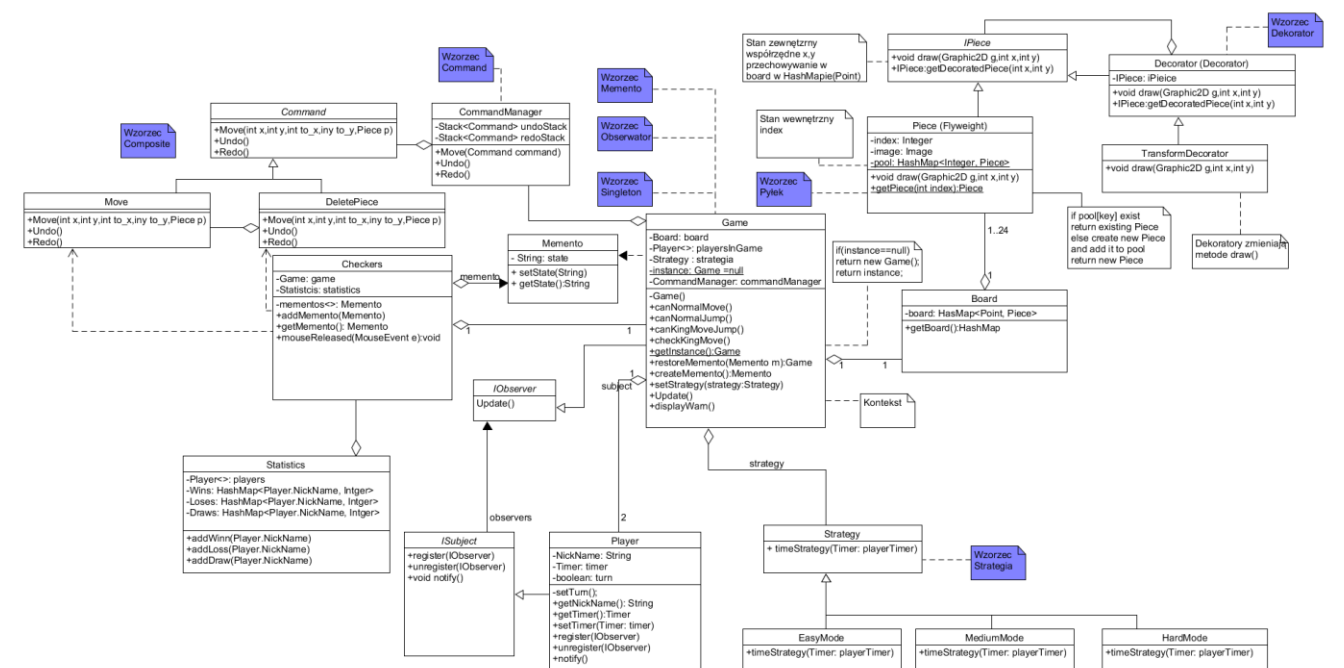 Wzorzec
Command
Command
+Move(int x,int y,int to_x,iny to_y,Piece p)
+Undo()
+Redo()
Wzorzec
Composite
CommandManager
-Stack<Command> undoStack
-Stack<Command> redoStack
+Move(Command command)
+Undo()
+Redo()
Move
+Move(int x,int y,int to_x,iny to_y,Piece p)
+Undo()
+Redo()
DeletePiece
+Move(int x,int y,int to_x,iny to_y,Piece p)
+Undo()
+Redo()
Checkers
-Game: game
-Statistcis: statistics
-mementos<>: Memento
+addMemento(Memento)
+getMemento(): Memento
+mouseReleased(MouseEvent e):void
memento
Memento
- String: state
+ setState(String)
+ getState():String
1
1
Wzorzec
Memento
Wzorzec
Obserwator
Wzorzec
Singleton
Game
-Board: board
-Player<>: playersInGame
-Strategy : strategia
-instance: Game =null
-CommandManager: commandManager
-Game()
+canNormalMove()
+canNormalJump()
+canKingMoveJump()
+checkKingMove()
+getInstance():Game
+restoreMemento(Memento m):Game
+createMemento():Memento
+setStrategy(strategy:Strategy)
+Update()
+displayWarn()
if(instance==null)
return new Game();
return instance;
Kontekst
Stan zewnętzrny
współrzędne x,y
przechowywanie w
board w HashMapie(Point)
Stan wewnętrzny
index
Wzorzec
Pyłek
IPiece
+void draw(Graphic2D g,int x,int y)
+IPiece:getDecoratedPiece(int x,int y)
Wzorzec
Dekorator
Decorator (Decorator)
-IPiece: iPieice
+void draw(Graphic2D g,int x,int y)
+IPiece:getDecoratedPiece(int x,int y)
Piece (Flyweight)
-index: Integer
-image: Image
-pool: HashMap<Integer, Piece>
+void draw(Graphic2D g,int x,int y)
+getPiece(int index):Piece
TransformDecorator
+void draw(Graphic2D g,int x,int y)
if pool[key] exist
return existing Piece
else create new Piece
and add it to pool
return new Piece
Dekoratory zmieniają
metode draw()
1..24
1
Board
-board: HasMap<Point, Piece>
+getBoard():HashMap
1
1
IObserver
Update()
subject
1
Statistics
-Player<>: players
-Wins: HashMap<Player.NickName, Intger>
-Loses: HashMap<Player.NickName, Intger>
-Draws: HashMap<Player.NickName, Intger>
+addWinn(Player.NickName)
+addLoss(Player.NickName)
+addDraw(Player.NickName)
observers
2
ISubject
+register(IObserver)
+unregister(IObserver)
+void notify()
Player
-NickName: String
-Timer: timer
-boolean: turn
-setTurn();
+getNickName(): String
+getTimer():Timer
+setTimer(Timer: timer)
+register(IObserver)
+unregister(IObserver)
+notify()
strategy
Strategy
+ timeStrategy(Timer: playerTimer)
Wzorzec
Strategia
EasyMode
+timeStrategy(Timer: playerTimer)
MediumMode
+timeStrategy(Timer: playerTimer)
HardMode
+timeStrategy(Timer: playerTimer)